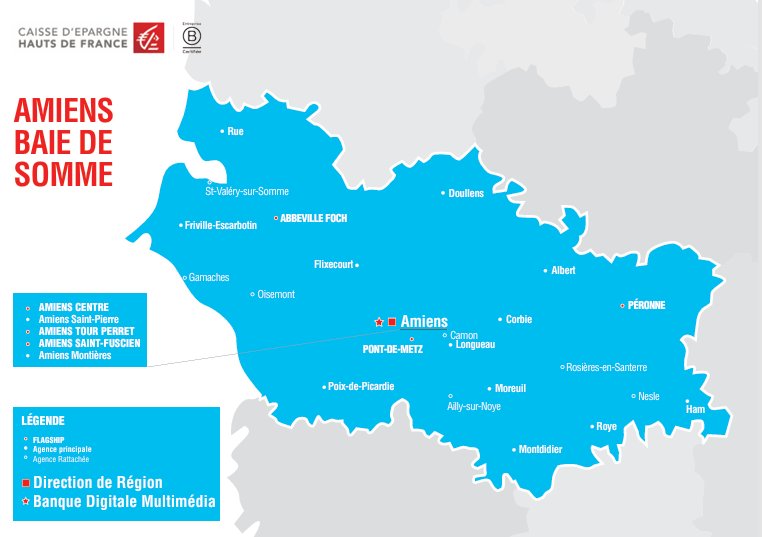 CAISSE D'EPARGNE
HAUTS DE FRANCE
Entreprise
B
Certifiée
AMIENS
BAIE DE
SOMME
Rue
St-Valéry-sur-Somme
Doullens
ABBEVILLE FOCH
Friville-Escarbotin
Flixecourt
Albert
Gamaches
Oisemont
PÉRONNE
AMIENS CENTRE
Amiens Saint-Pierre
AMIENS TOUR PERRET
AMIENS SAINT-FUSCIEN
Amiens Montières
Amiens
Corbie
Camon
Longueau
PONT-DE-METZ
Rosières-en-Santerre
Poix-de-Picardie
Moreuil
Ailly-sur-Noye
Nesle
Ham
Roye
Montdidier
LÉGENDE
FLAGSHIP
Agence principale
Agence Rattachée
Direction de Région
Banque Digitale Multimédia